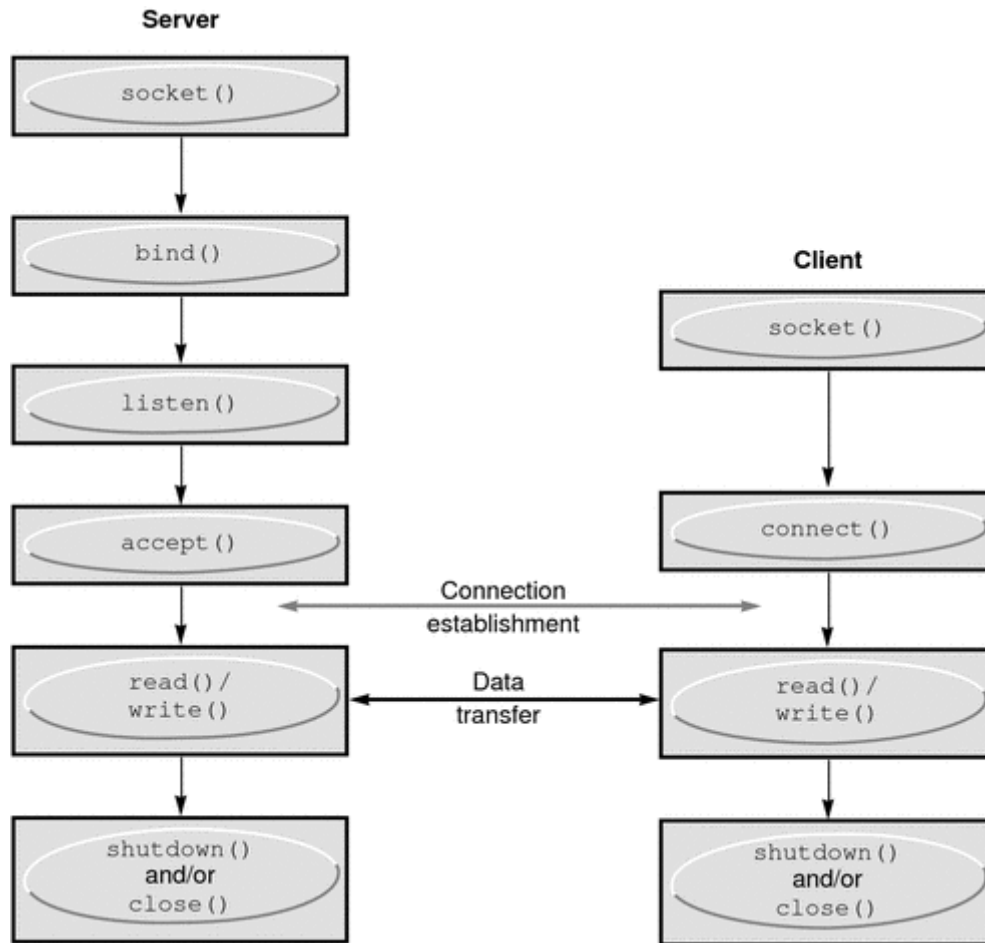 Server
socket()
bind()
listen()
accept()
read()/
write()
shutdown()
and/or
close()
Client
socket()
connect()
Connection
establishment
Data
transfer
read()/
write()
shutdown()
and/or
close()